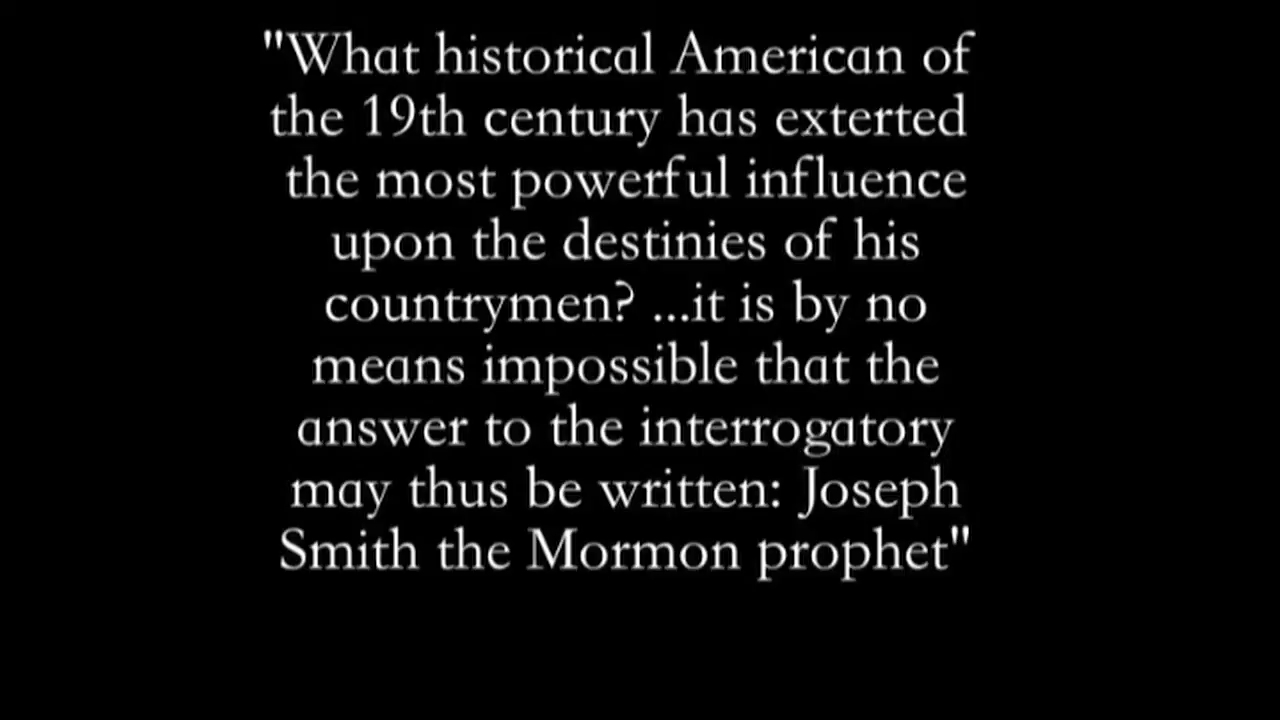 "What historical American of
the 19th century has exterted
the most powerful influence
upon the destinies of his
countrymen? ...it is by no
means impossible that the
answer to the interrogatory
may thus be written: Joseph
Smith the Mormon prophet"